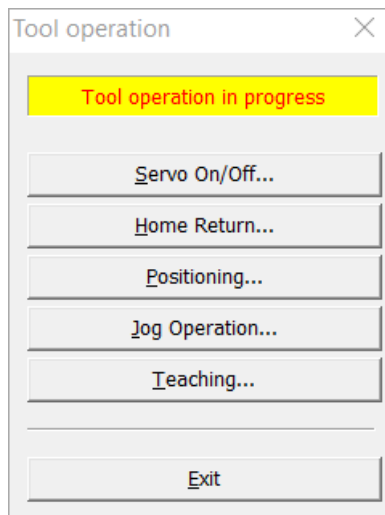 Tool operation
Tool operation in progress
Servo On/Off...
Home Return...
Positioning...
Jog Operation...
Teaching...
Exit